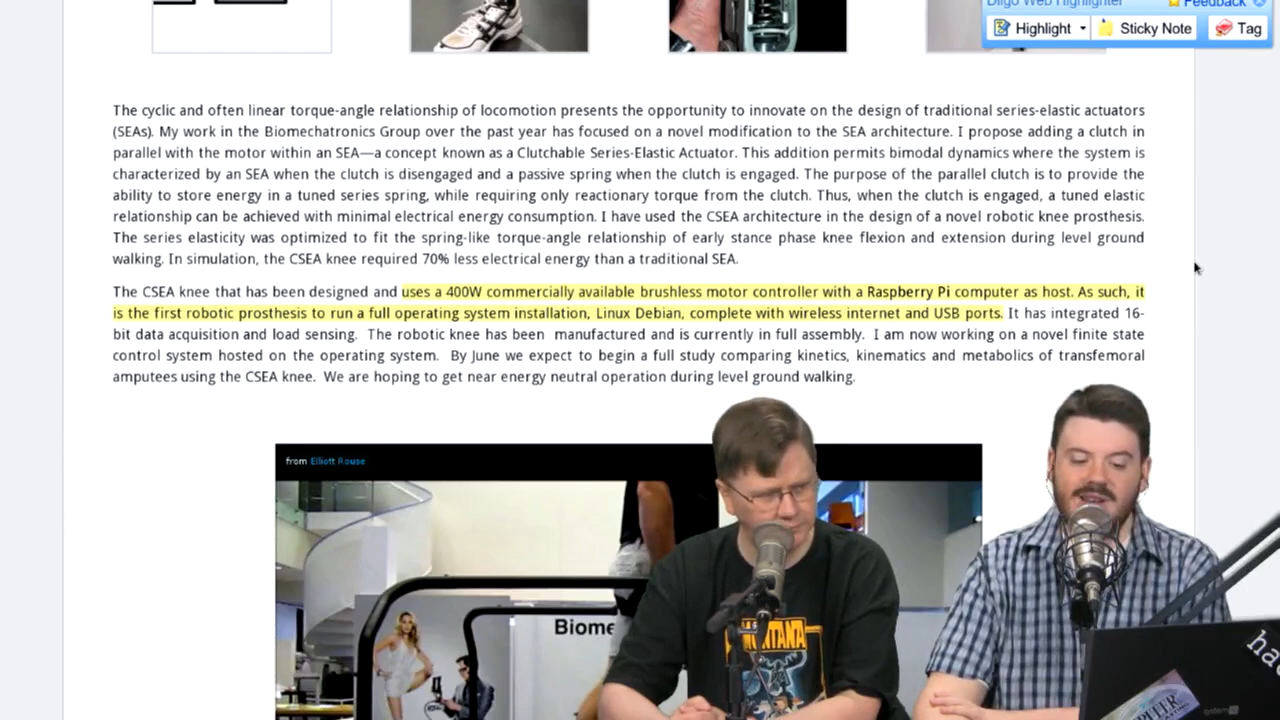 Diigo Web Highlighter
Feedback
Highlight
Sticky Note
Tag
The cyclic and often linear torque-angle relationship of locomotion presents the opportunity to innovate on the design of traditional series-elastic actuators
(SEAs). My work in the Biomechatronics Group over the past year has focused on a novel modification to the SEA architecture. I propose adding a clutch in
parallel with the motor within an SEA—a concept known as a Clutchable Series-Elastic Actuator. This addition permits bimodal dynamics where the system is
characterized by an SEA when the clutch is disengaged and a passive spring when the clutch is engaged. The purpose of the parallel clutch is to provide the
ability to store energy in a tuned series spring, while requiring only reactionary torque from the clutch. Thus, when the clutch is engaged, a tuned elastic
relationship can be achieved with minimal electrical energy consumption. I have used the CSEA architecture in the design of a novel robotic knee prosthesis.
The series elasticity was optimized to fit the spring-like torque-angle relationship of early stance phase knee flexion and extension during level ground
walking. In simulation, the CSEA knee required 70% less electrical energy than a traditional SEA.
The CSEA knee that has been designed and uses a 400W commercially available brushless motor controller with a Raspberry Pi computer as host. As such, it
is the first robotic prosthesis to run a full operating system installation, Linux Debian, complete with wireless internet and USB ports. It has integrated 16-
bit data acquisition and load sensing. The robotic knee has been manufactured and is currently in full assembly. I am now working on a novel finite state
control system hosted on the operating system. By June we expect to begin a full study comparing kinetics, kinematics and metabolics of transfemoral
amputees using the CSEA knee. We are hoping to get near energy neutral operation during level ground walking.
from Elliott Rouse
Biome
MONTANA
ha